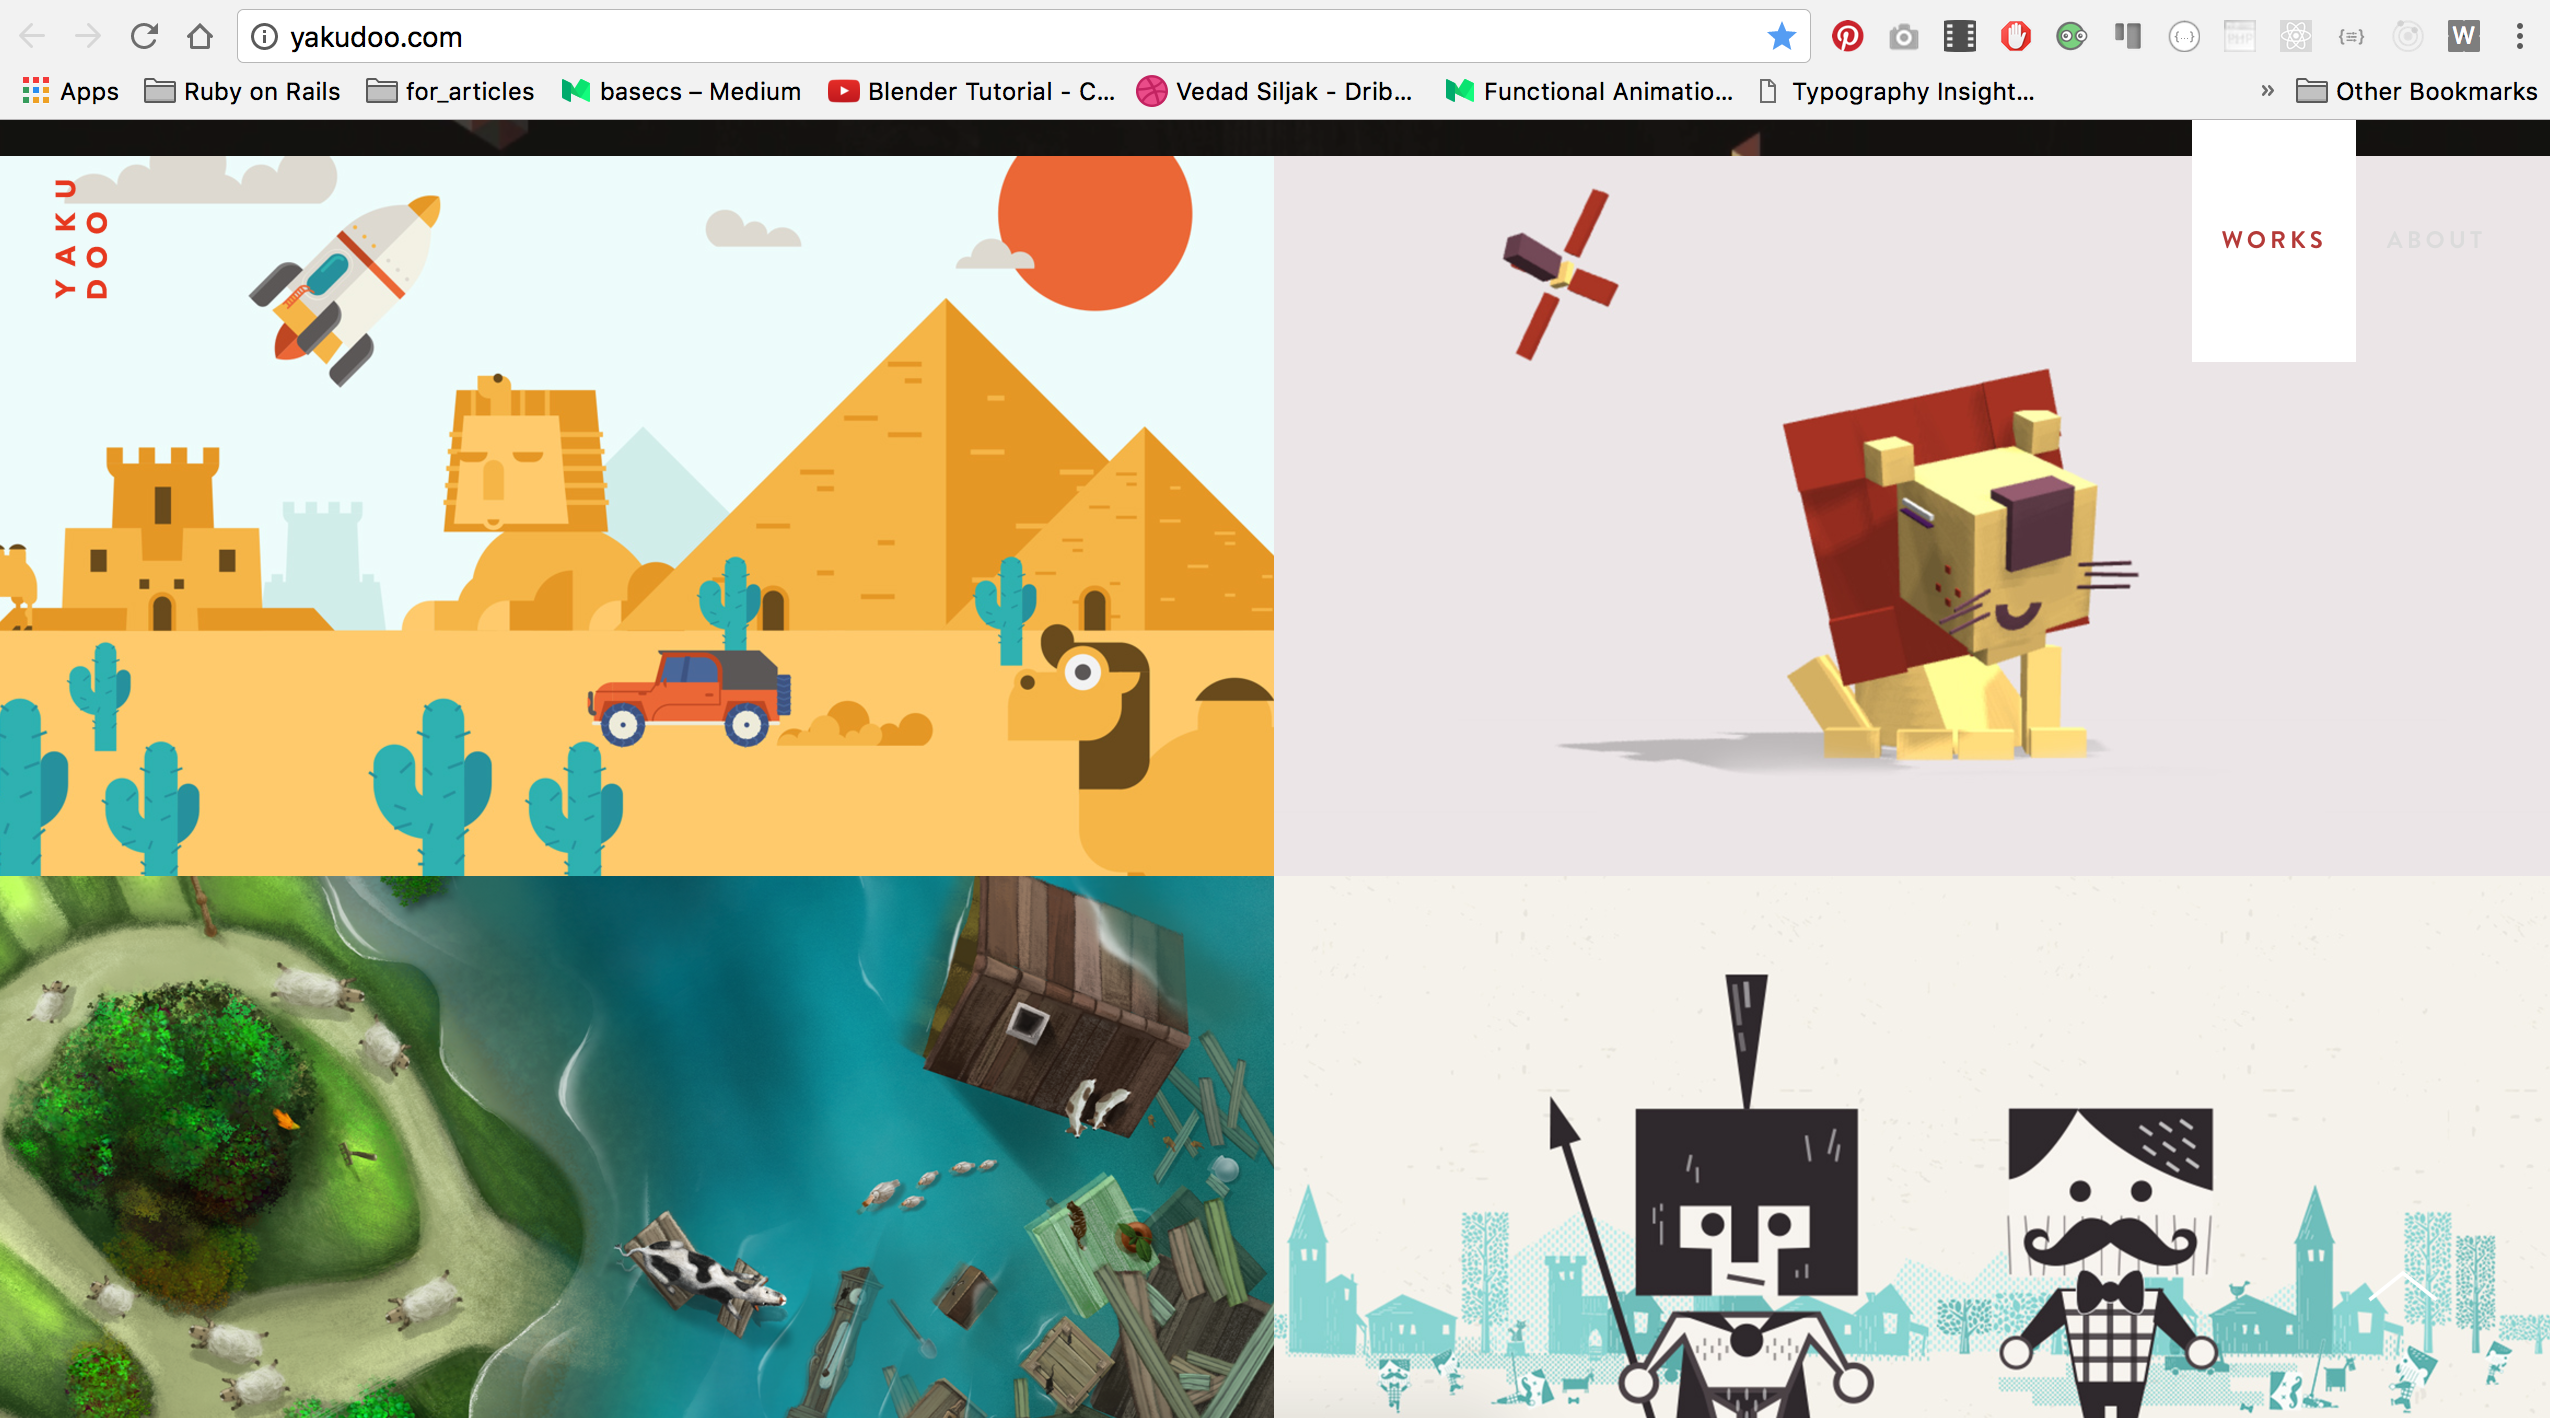 yakudoo.com
W
Apps
Ruby on Rails
for_articles
basecs – Medium
Blender Tutorial - C...
Vedad Siljak - Drib...
Functional Animatio...
Typography Insight...
»
Other Bookmarks
YAKU
DOO
WORKS
ABOUT